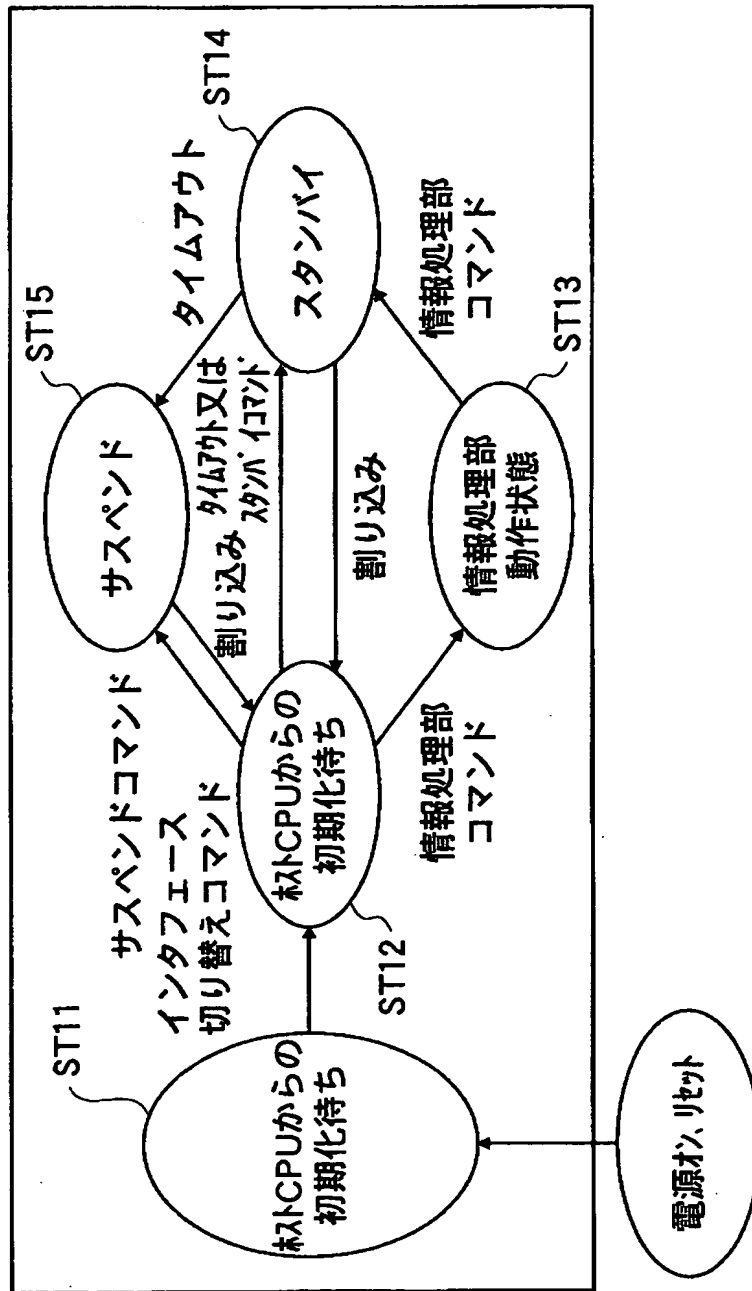 ST11
ホストCPUからの
初期化待ち
電源オン、リセット
インタフェース
切り替えコマンド
ST12
ホストCPUからの
初期化待ち
サスペンドコマンド
割り込み
ST15
サスペンド
タイムアウト又は
スタンバイコマンド
割り込み
タイムアウト
ST14
スタンバイ
情報処理部
コマンド
ST13
情報処理部
動作状態
情報処理部
コマンド